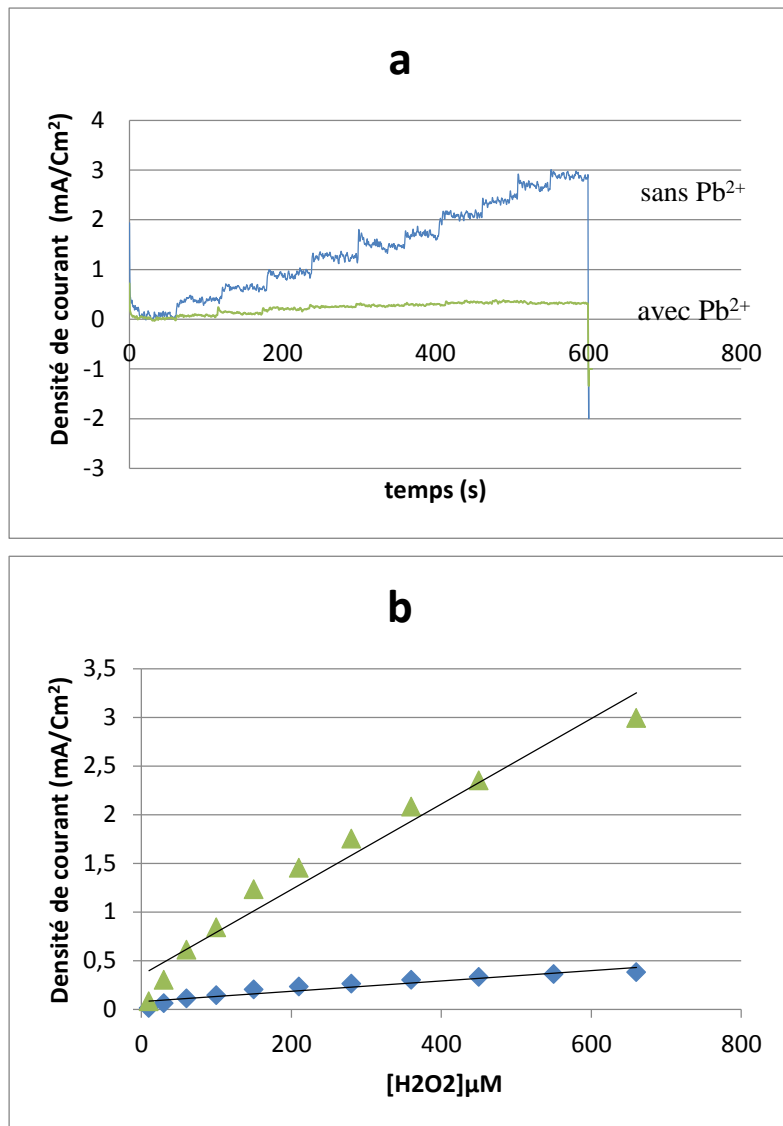 a
Densité de courant (mA/Cm²)
4
3
2
1
0
-1
-2
-3
0 200 400 600 800
temps (s)
sans Pb²⁺
avec Pb²⁺
b
Densité de courant (mA/Cm²)
3,5
3
2,5
2
1,5
1
0,5
0
0 200 400 600 800
[H2O2]µM